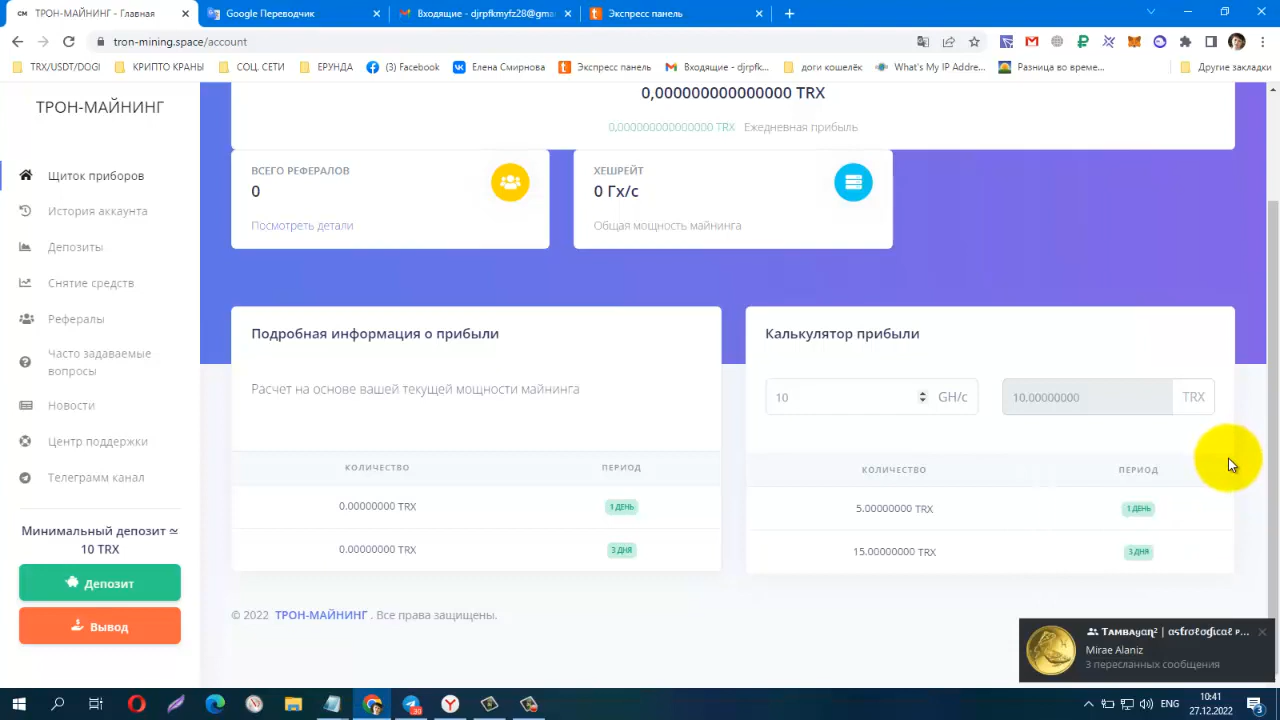 CM ТРОН-МАЙНИНГ - Главная
Google Переводчик
Входящие - djrpfkmyfz28@gma
Экспресс панель
tron-mining.space/account
TRX/USDT/DOGI
КРИПТО КРАНЫ
СОЦ. СЕТИ
ЕРУНДА
(3) Facebook
Елена Смирнова
Экспресс панель
Входящие - djrpfk...
доги кошелёк
What's My IP Addre...
Разница во време...
Другие закладки
ТРОН-МАЙНИНГ
Щиток приборов
История аккаунта
Депозиты
Снятие средств
Рефералы
Часто задаваемые
вопросы
Новости
Центр поддержки
Телеграмм канал
Минимальный депозит ≃
10 TRX
Депозит
Вывод
0,000000000000000 TRX
0,000000000000000 TRX Ежедневная прибыль
ВСЕГО РЕФЕРАЛОВ
0
Посмотреть детали
ХЕШРЕЙТ
0 Гх/с
Общая мощность майнинга
Подробная информация о прибыли
Расчет на основе вашей текущей мощности майнинга
КОЛИЧЕСТВО ПЕРИОД
0.00000000 TRX 1 ДЕНЬ
0.00000000 TRX 3 ДНЯ
Калькулятор прибыли
10 GH/с 10.00000000 TRX
КОЛИЧЕСТВО ПЕРИОД
5.00000000 TRX 1 ДЕНЬ
15.00000000 TRX 3 ДНЯ
© 2022 ТРОН-МАЙНИНГ . Все права защищены.
Mirae Alaniz
3 пересланных сообщения
ENG
10:41
27.12.2022